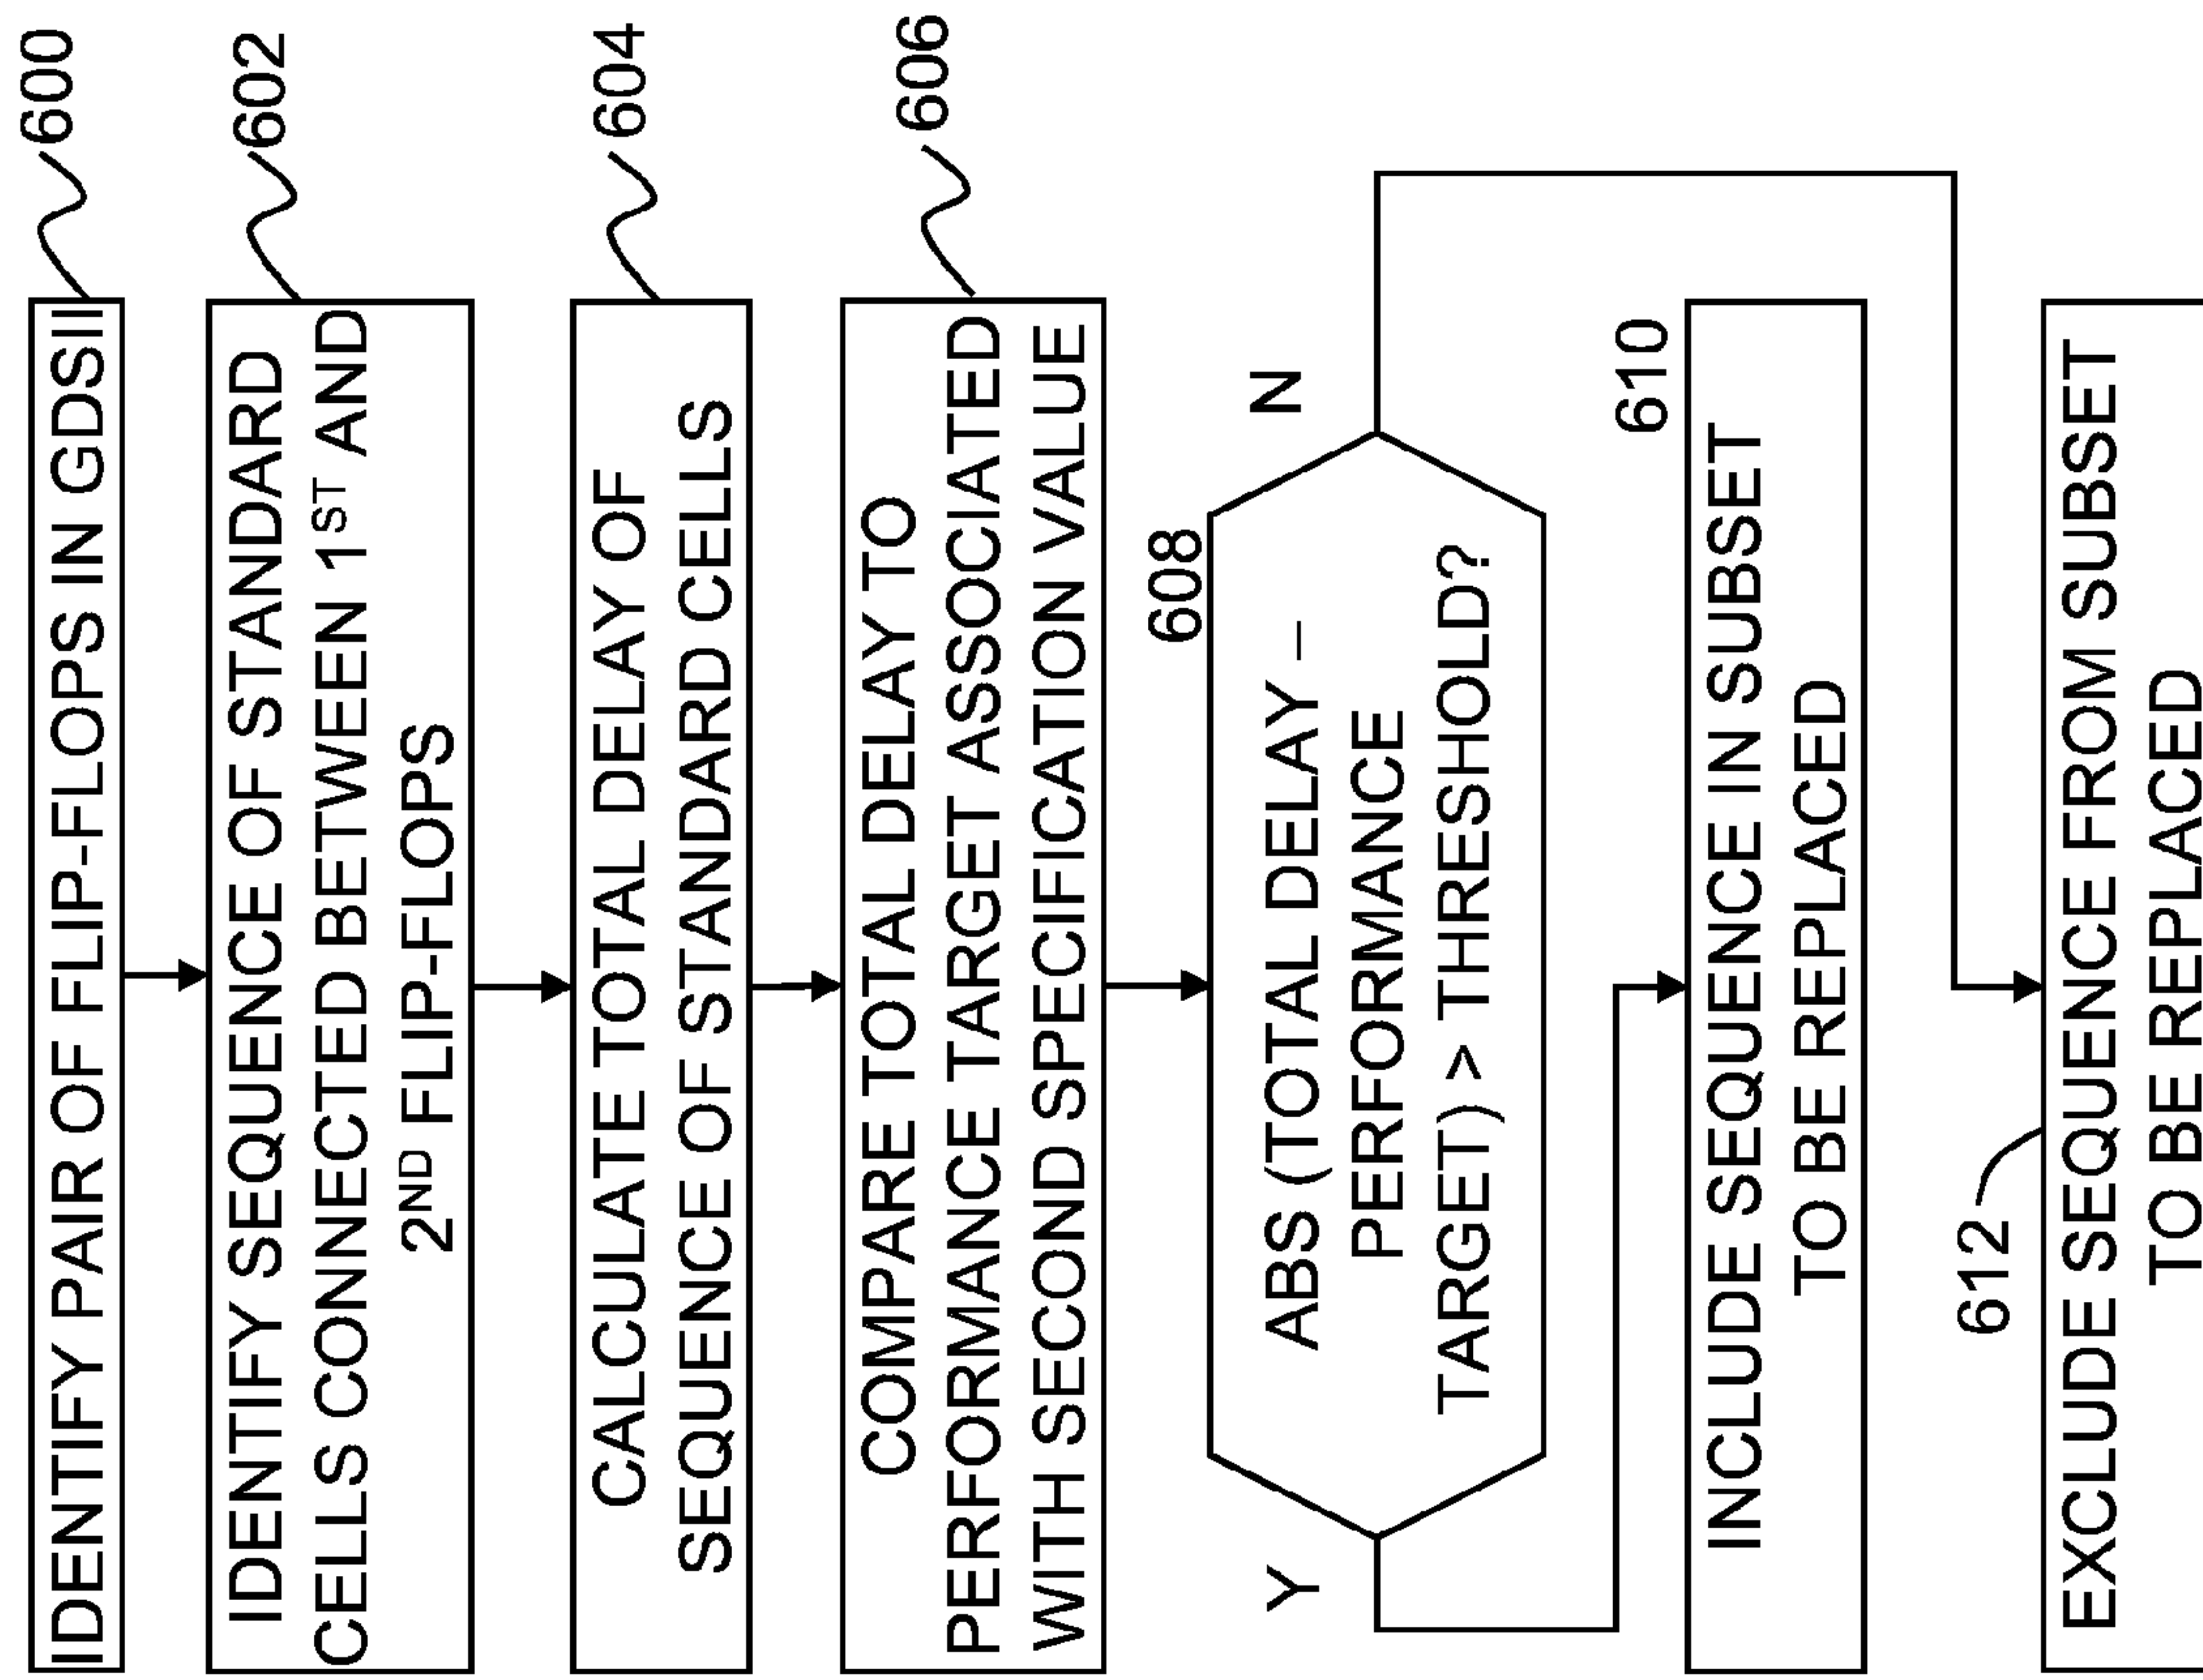 600
IDENTIFY PAIR OF FLIP-FLOPS IN GDSII
602
IDENTIFY SEQUENCE OF STANDARD
CELLS CONNECTED BETWEEN 1ST AND
2ND FLIP-FLOPS
604
CALCULATE TOTAL DELAY OF
SEQUENCE OF STANDARD CELLS
606
COMPARE TOTAL DELAY TO
PERFORMANCE TARGET ASSOCIATED
WITH SECOND SPECIFICATION VALUE
608
Y
N
ABS (TOTAL DELAY –
PERFORMANCE
TARGET) > THRESHOLD?
610
INCLUDE SEQUENCE IN SUBSET
TO BE REPLACED
612
EXCLUDE SEQUENCE FROM SUBSET
TO BE REPLACED